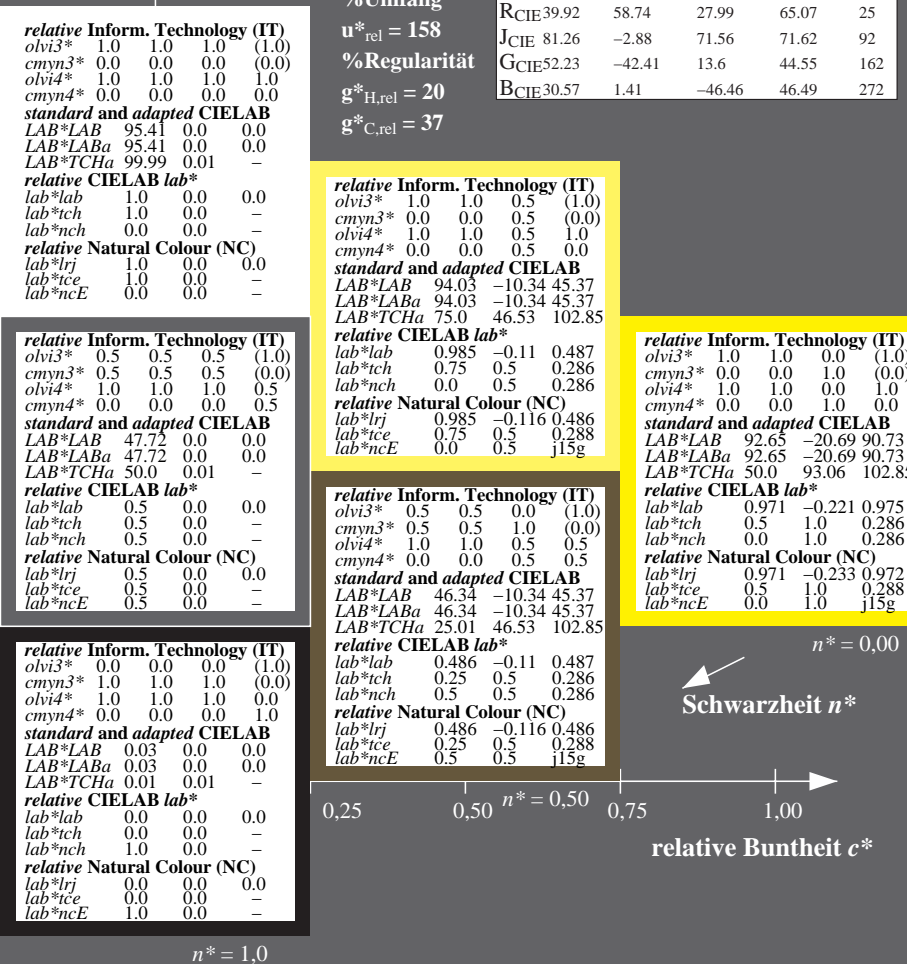 %Umfang
u*rel = 158
%Regularität
g*H,rel = 20
g*C,rel = 37
RCIE 39.92 58.74 27.99 65.07 25
JCIE 81.26 −2.88 71.56 71.62 92
GCIE 52.23 −42.41 13.6 44.55 162
BCIE 30.57 1.41 −46.46 46.49 272
relative Inform. Technology (IT)
olvi3* 1.0 1.0 1.0 (1.0)
cmyn3* 0.0 0.0 0.0 (0.0)
olvi4* 1.0 1.0 1.0 1.0
cmyn4* 0.0 0.0 0.0 0.0
standard and adapted CIELAB
LAB*LAB 95.41 0.0 0.0
LAB*LABa 95.41 0.0 0.0
LAB*TCHa 99.99 0.01 –
relative CIELAB lab*
lab*lab 1.0 0.0 0.0
lab*tch 1.0 0.0 –
lab*nch 0.0 0.0 –
relative Natural Colour (NC)
lab*lrj 1.0 0.0 0.0
lab*tce 1.0 0.0 –
lab*ncE 0.0 0.0 –
relative Inform. Technology (IT)
olvi3* 1.0 1.0 0.5 (1.0)
cmyn3* 0.0 0.0 0.5 (0.0)
olvi4* 1.0 1.0 0.5 1.0
cmyn4* 0.0 0.0 0.5 0.0
standard and adapted CIELAB
LAB*LAB 94.03 −10.34 45.37
LAB*LABa 94.03 −10.34 45.37
LAB*TCHa 75.0 46.53 102.85
relative CIELAB lab*
lab*lab 0.985 −0.11 0.487
lab*tch 0.75 0.5 0.286
lab*nch 0.0 0.5 0.286
relative Natural Colour (NC)
lab*lrj 0.985 −0.116 0.486
lab*tce 0.75 0.5 0.288
lab*ncE 0.0 0.5 j15g
relative Inform. Technology (IT)
olvi3* 0.5 0.5 0.5 (1.0)
cmyn3* 0.5 0.5 0.5 (0.0)
olvi4* 1.0 1.0 1.0 0.5
cmyn4* 0.0 0.0 0.0 0.5
standard and adapted CIELAB
LAB*LAB 47.72 0.0 0.0
LAB*LABa 47.72 0.0 0.0
LAB*TCHa 50.0 0.01 –
relative CIELAB lab*
lab*lab 0.5 0.0 0.0
lab*tch 0.5 0.0 –
lab*nch 0.5 0.0 –
relative Natural Colour (NC)
lab*lrj 0.5 0.0 0.0
lab*tce 0.5 0.0 –
lab*ncE 0.5 0.0 –
relative Inform. Technology (IT)
olvi3* 1.0 1.0 0.0 (1.0)
cmyn3* 0.0 0.0 1.0 (0.0
olvi4* 1.0 1.0 0.0 1.0
cmyn4* 0.0 0.0 1.0 0.0
standard and adapted CIELAB
LAB*LAB 92.65 −20.69 90.73
LAB*LABa 92.65 −20.69 90.73
LAB*TCHa 50.0 93.06 102.85
relative CIELAB lab*
lab*lab 0.971 −0.221 0.975
lab*tch 0.5 1.0 0.286
lab*nch 0.0 1.0 0.286
relative Natural Colour (NC)
lab*lrj 0.971 −0.233 0.972
lab*tce 0.5 1.0 0.288
lab*ncE 0.0 1.0 j15g
relative Inform. Technology (IT)
olvi3* 0.5 0.5 0.0 (1.0)
cmyn3* 0.5 0.5 1.0 (0.0)
olvi4* 1.0 1.0 0.5 0.5
cmyn4* 0.0 0.0 0.5 0.5
standard and adapted CIELAB
LAB*LAB 46.34 −10.34 45.37
LAB*LABa 46.34 −10.34 45.37
LAB*TCHa 25.01 46.53 102.85
relative CIELAB lab*
lab*lab 0.486 −0.11 0.487
lab*tch 0.25 0.5 0.286
lab*nch 0.5 0.5 0.286
relative Natural Colour (NC)
lab*lrj 0.486 −0.116 0.486
lab*tce 0.25 0.5 0.288
lab*ncE 0.5 0.5 j15g
relative Inform. Technology (IT)
olvi3* 0.0 0.0 0.0 (1.0)
cmyn3* 1.0 1.0 1.0 (0.0)
olvi4* 1.0 1.0 1.0 0.0
cmyn4* 0.0 0.0 0.0 1.0
standard and adapted CIELAB
LAB*LAB 0.03 0.0 0.0
LAB*LABa 0.03 0.0 0.0
LAB*TCHa 0.01 0.01 –
relative CIELAB lab*
lab*lab 0.0 0.0 0.0
lab*tch 0.0 0.0 –
lab*nch 1.0 0.0 –
relative Natural Colour (NC)
lab*lrj 0.0 0.0 0.0
lab*tce 0.0 0.0 –
lab*ncE 1.0 0.0 –
n* = 0,00
Schwarzheit n*
0,25 0,50 n* = 0,50 0,75 1,00
relative Buntheit c*
n* = 1,0